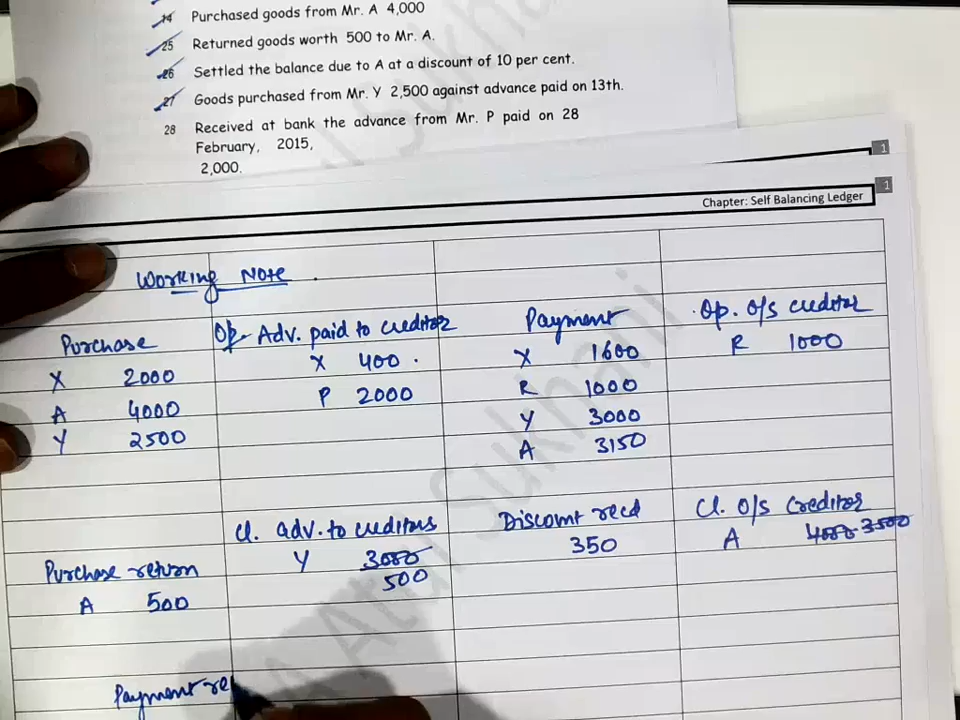 14 Purchased goods from Mr. A 4,000
25 Returned goods worth 500 to Mr. A.
26 Settled the balance due to A at a discount of 10 per cent.
27 Goods purchased from Mr. Y 2,500 against advance paid on 13th.
28 Received at bank the advance from Mr. P paid on 28
February, 2015,
2,000.
1
1
Chapter: Self Balancing Ledger
Working Note
Purchase
X 2000
A 4000
Y 2500
Op. Adv. paid to creditor
X 400
P 2000
Payment
X 1600
R 1000
Y 3000
A 3150
Op. O/s creditor
R 1000
Purchase return
A 500
Cl. adv. to creditors
Y 3000
500
Discount recd
350
Cl. O/s Creditor
A 4000 3500
Payment re
Atul Sukhani